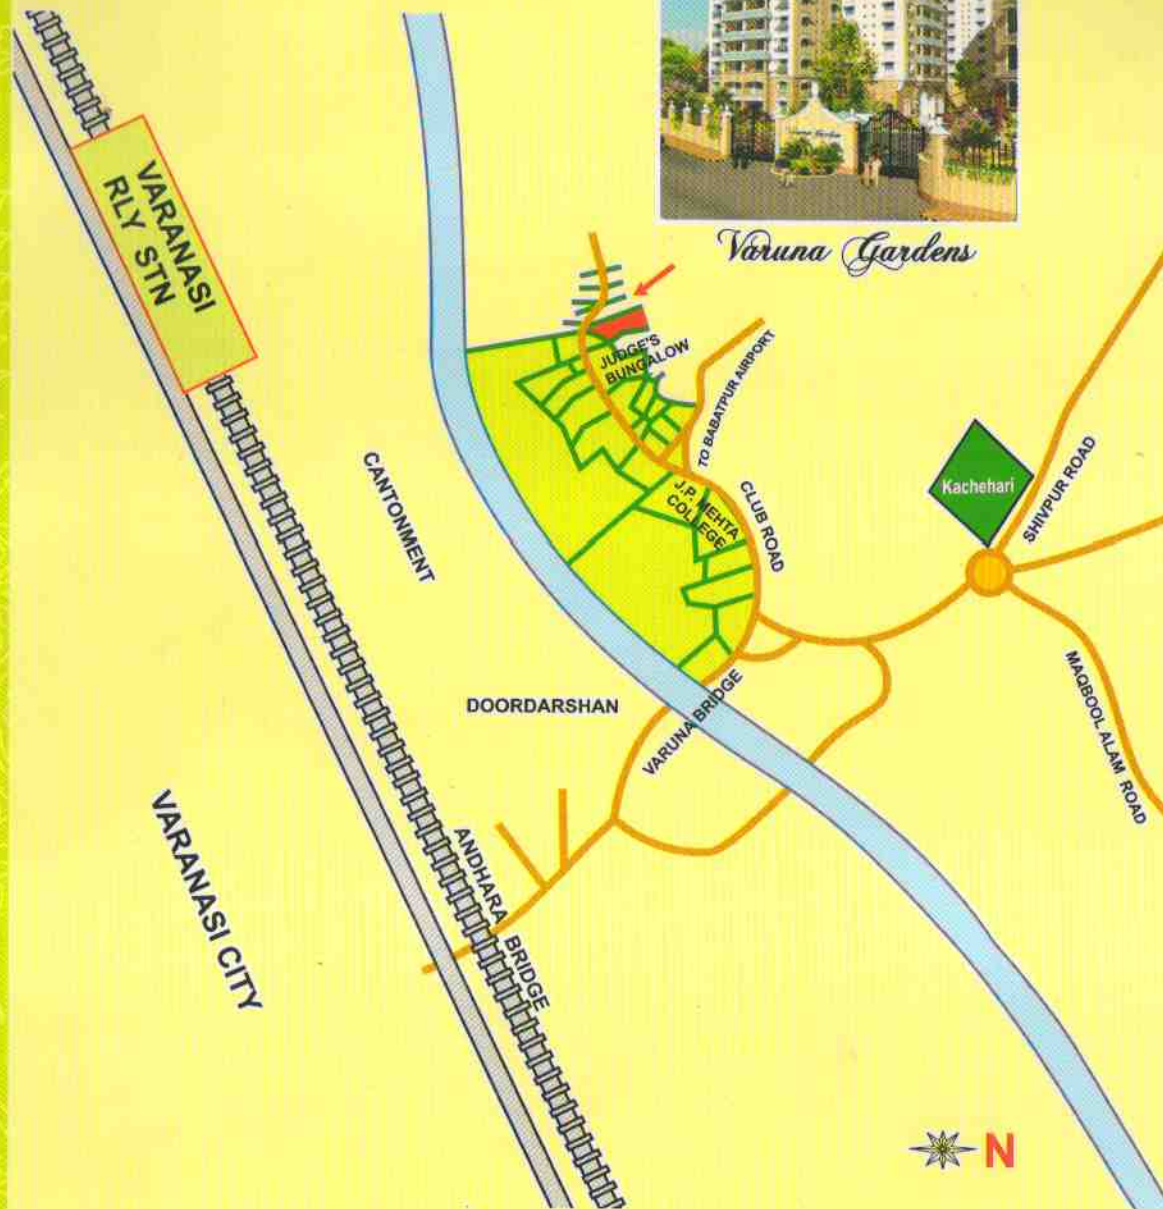 Varuna Gardens
VARANASI
RLY STN
JUDGE'S
BUNGALOW
TO BABATPUR AIRPORT
CANTONMENT
J.P. MEHTA
COLLEGE
CLUB ROAD
Kachehari
SHIVPUR ROAD
MAQBOOL ALAM ROAD
DOORDARSHAN
VARUNA BRIDGE
VARANASI CITY
ANDHARA BRIDGE
N